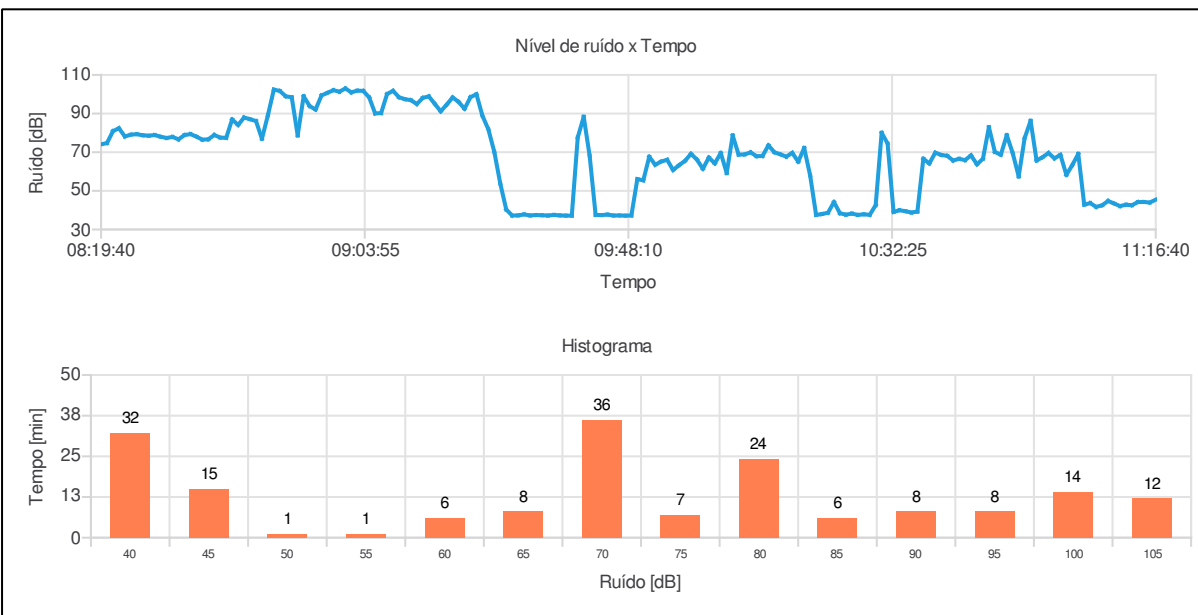 Nível de ruído x Tempo
110
90
70
50
30
Ruído [dB]
08:19:40 09:03:55 09:48:10 10:32:25 11:16:40
Tempo
Histograma
50
38
25
13
0
Tempo [min]
32 15 1 1 6 8 36 7 24 6 8 8 14 12
40 45 50 55 60 65 70 75 80 85 90 95 100 105
Ruído [dB]